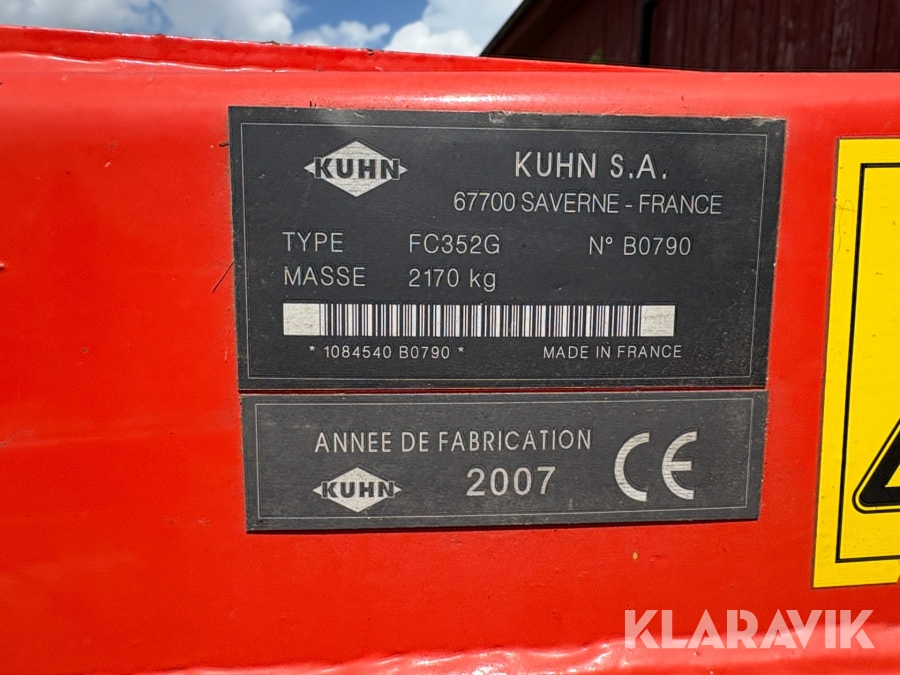 KUHN
KUHN S.A.
67700 SAVERNE - FRANCE
TYPE FC352G N° B0790
MASSE 2170 kg
* 1084540 B0790 * MADE IN FRANCE
ANNEE DE FABRICATION
KUHN 2007 CE
KLARAVIK